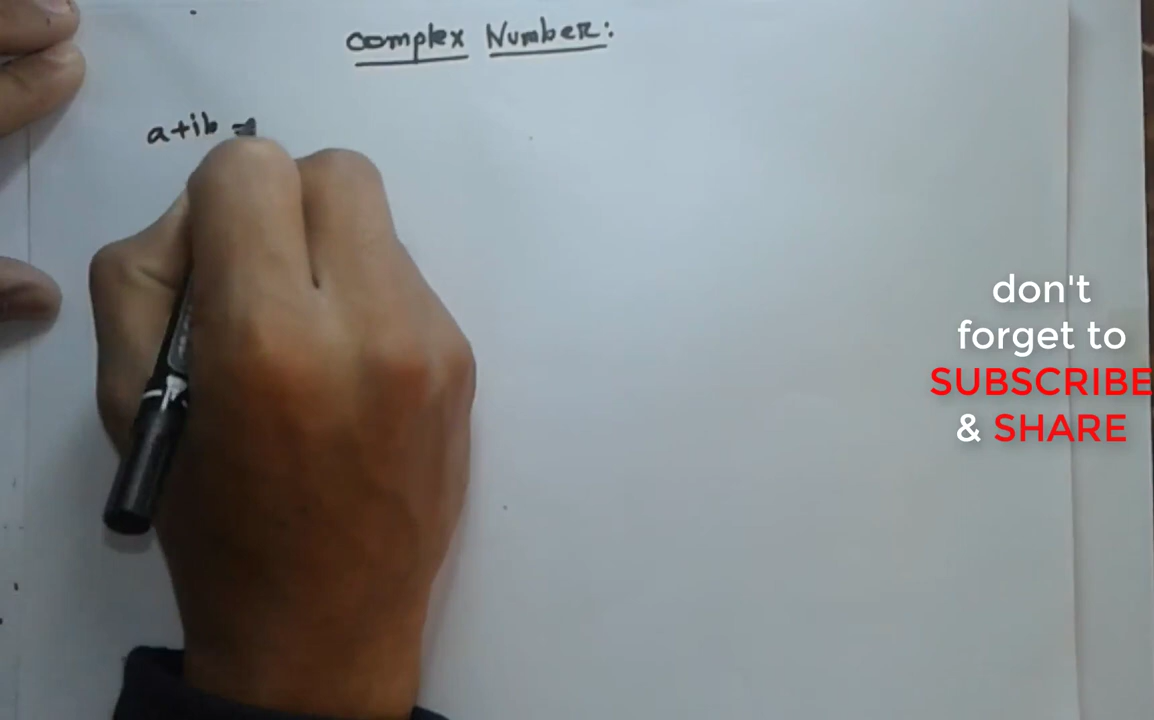 Complex Number:
a+ib =
don't
forget to
SUBSCRIBE
& SHARE